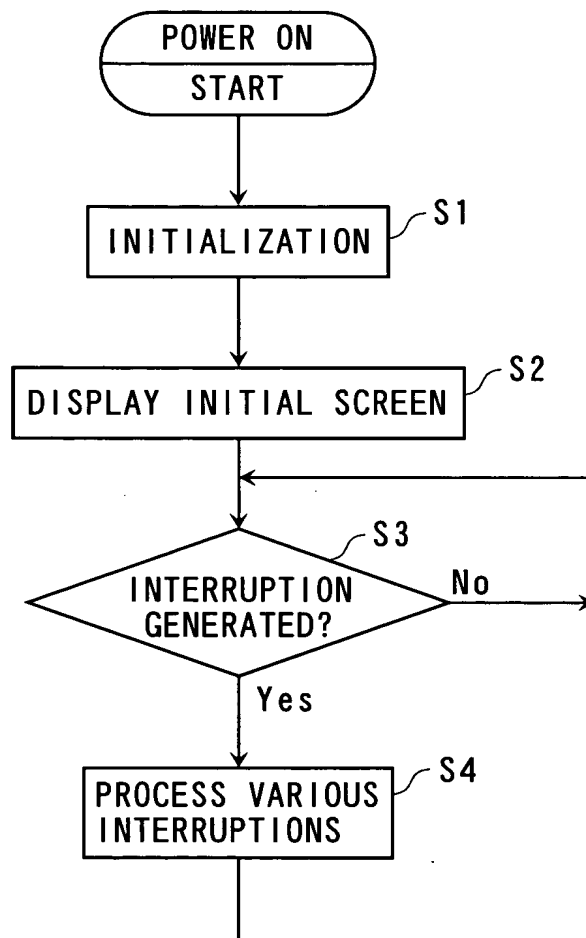 POWER ON
START
S1
INITIALIZATION
S2
DISPLAY INITIAL SCREEN
S3
INTERRUPTION
GENERATED?
No
Yes
S4
PROCESS VARIOUS
INTERRUPTIONS